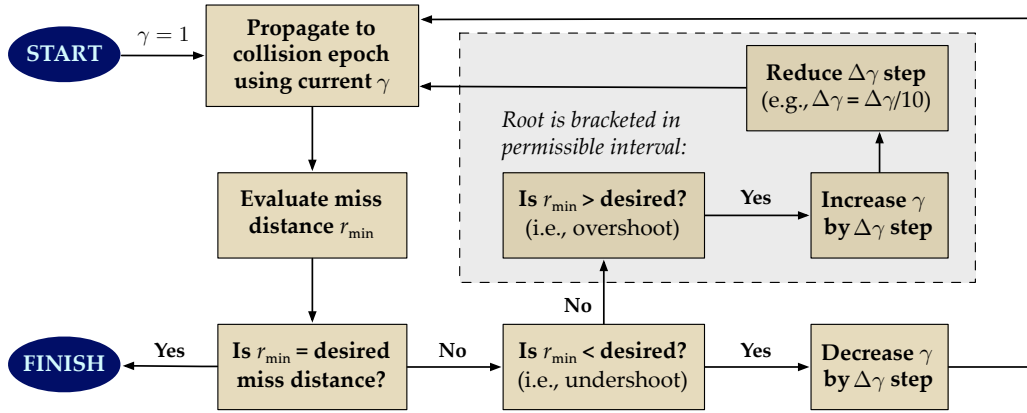 START
γ = 1
Propagate to
collision epoch
using current γ
Reduce Δγ step
(e.g., Δγ = Δγ/10)
Root is bracketed in
permissible interval:
Evaluate miss
distance r_min
Is r_min > desired?
(i.e., overshoot)
Yes
Increase γ
by Δγ step
No
FINISH
Yes
Is r_min = desired
miss distance?
No
Is r_min < desired?
(i.e., undershoot)
Yes
Decrease γ
by Δγ step